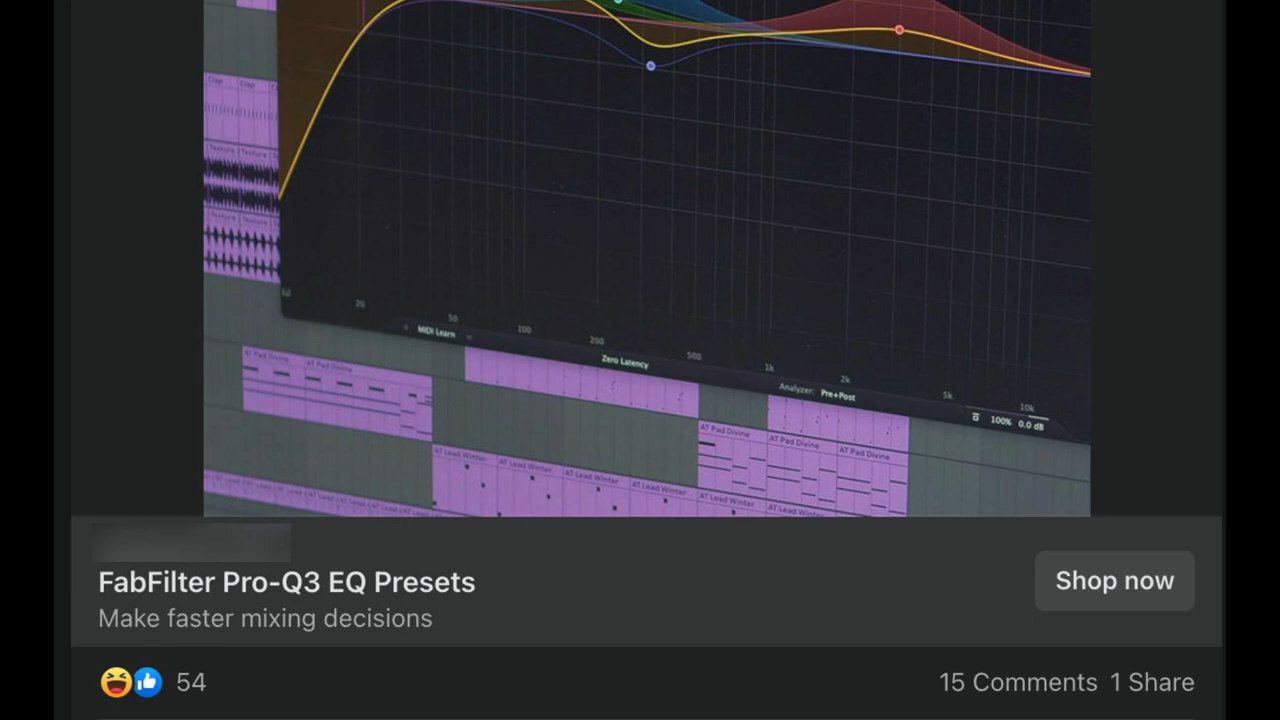 Clap Clap
Texture Texture
Texture Texture
20 50 100 200 500 1k 2k 5k 10k
MIDI Learn
Zero Latency
Analyzer: Pre+Post
100% 0.0 dB
AT Pad Divine AT Pad Divine
AT Pad Divine AT Pad Divine AT Pad Divine
AT Lead Winter AT Lead Winter AT Lead Winter AT Lead Winter AT Lead Winter
AT Lead Winter
FabFilter Pro-Q3 EQ Presets
Make faster mixing decisions
Shop now
54
15 Comments 1 Share